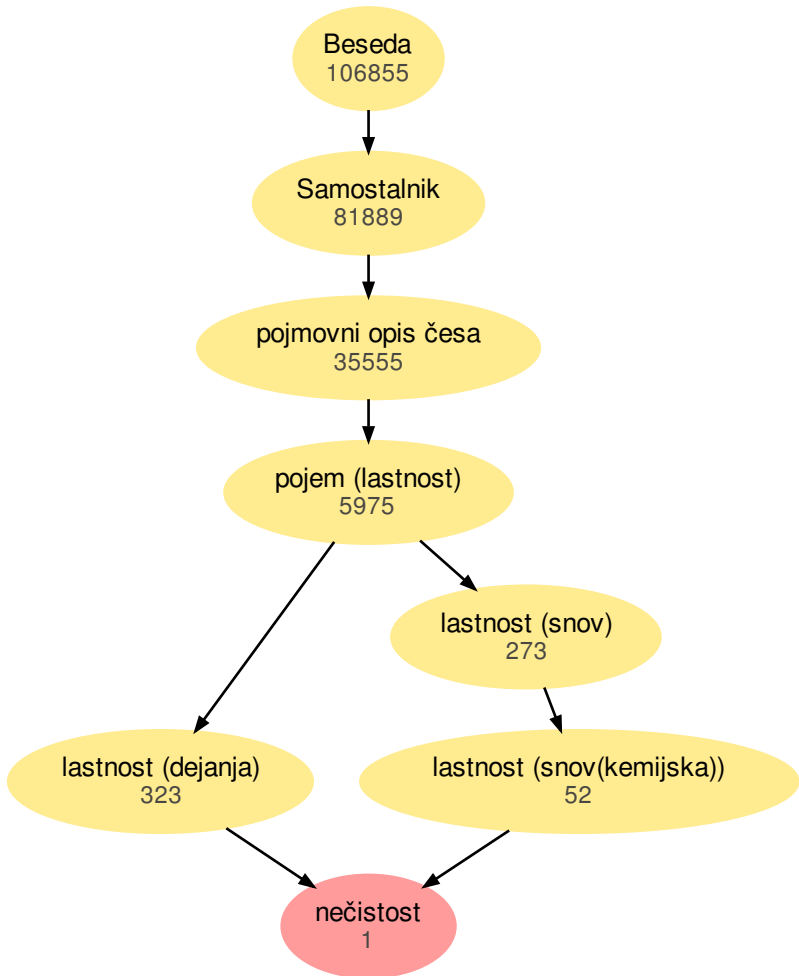 Beseda
106855
Samostalnik
81889
pojmovni opis česa
35555
pojem (lastnost)
5975
lastnost (snov)
273
lastnost (dejanja)
323
lastnost (snov(kemijska))
52
nečistost
1